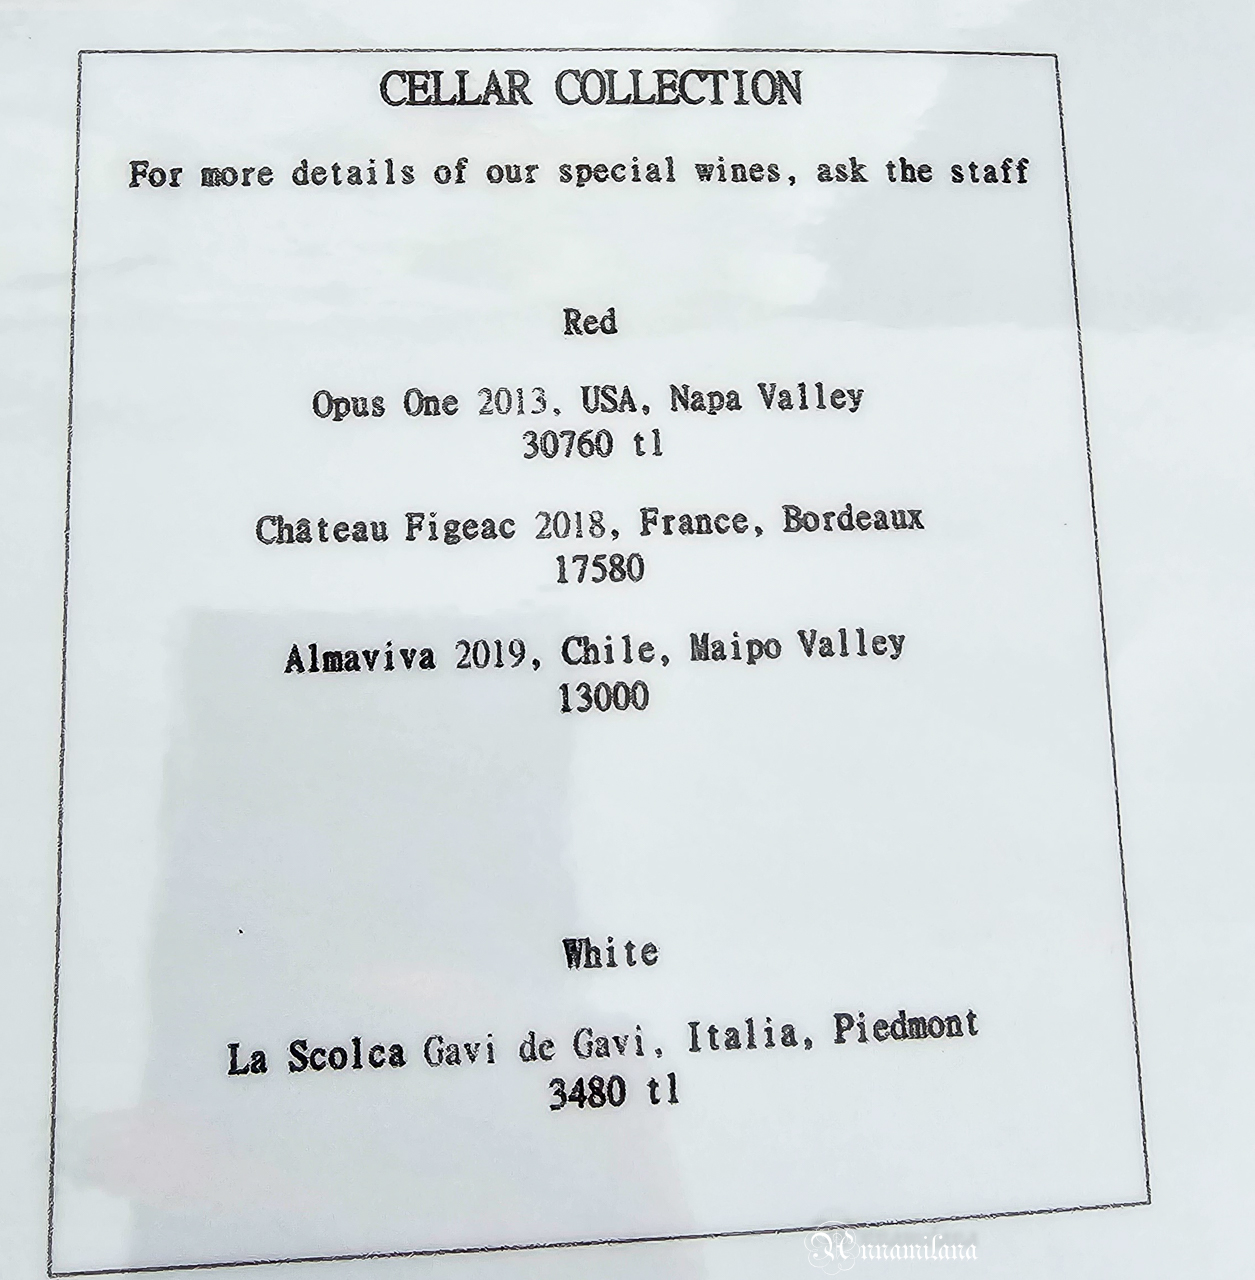 CELLAR COLLECTION
For more details of our special wines, ask the staff
Red
Opus One 2013, USA, Napa Valley
30760 tl
Château Figeac 2018, France, Bordeaux
17580
Almaviva 2019, Chile, Maipo Valley
13000
White
La Scolca Gavi de Gavi, Italia, Piedmont
3480 tl
Annamilana